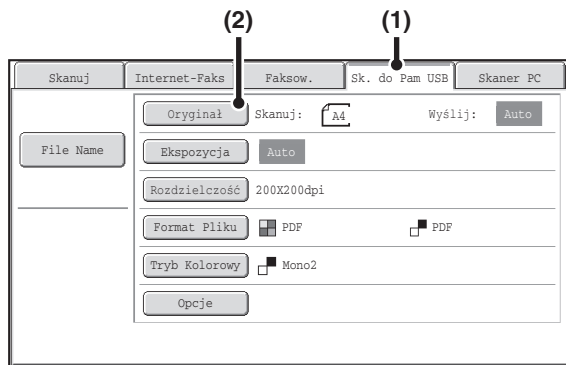 (2) (1)
Skanuj Internet-Faks Faksow. Sk. do Pam USB Skaner PC
Oryginał Skanuj: A4 Wyślij: Auto
File Name
Ekspozycja Auto
Rozdzielczość 200X200dpi
Format Pliku PDF PDF
Tryb Kolorowy Mono2
Opcje